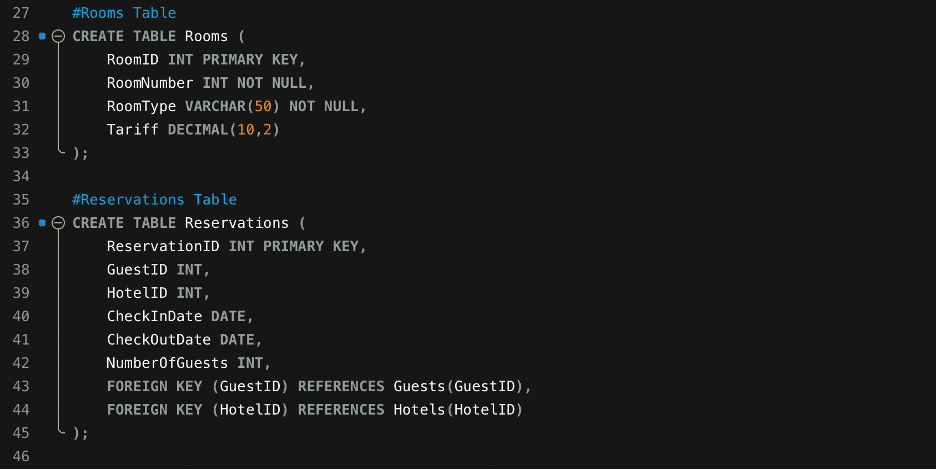 27 #Rooms Table
28 CREATE TABLE Rooms (
29 RoomID INT PRIMARY KEY,
30 RoomNumber INT NOT NULL,
31 RoomType VARCHAR(50) NOT NULL,
32 Tariff DECIMAL(10,2)
33 );
34
35 #Reservations Table
36 CREATE TABLE Reservations (
37 ReservationID INT PRIMARY KEY,
38 GuestID INT,
39 HotelID INT,
40 CheckInDate DATE,
41 CheckOutDate DATE,
42 NumberOfGuests INT,
43 FOREIGN KEY (GuestID) REFERENCES Guests(GuestID),
44 FOREIGN KEY (HotelID) REFERENCES Hotels(HotelID)
45 );
46